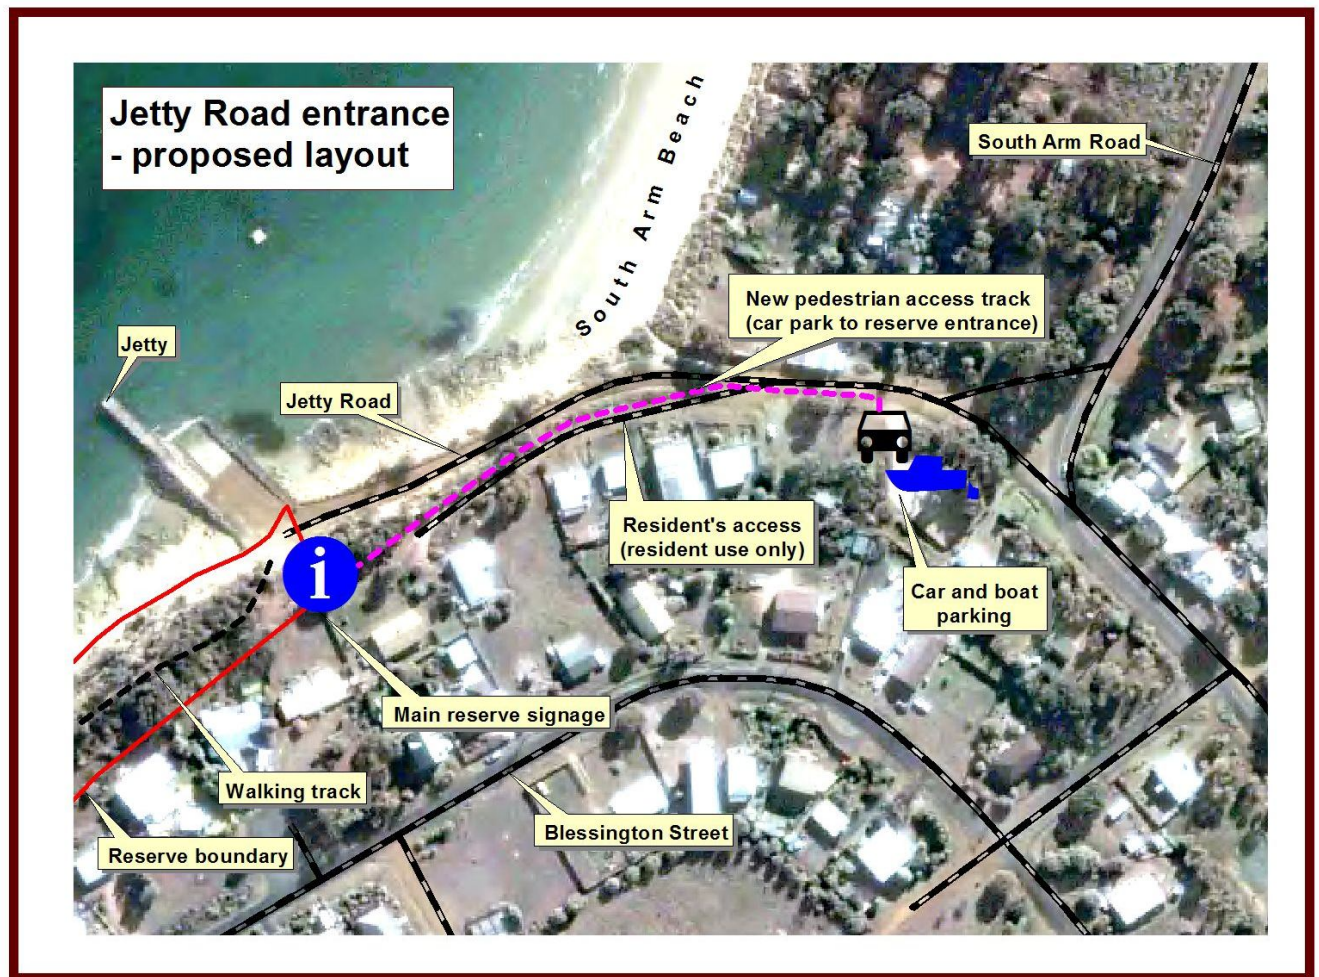 Jetty Road entrance
- proposed layout
South Arm Beach
South Arm Road
New pedestrian access track
(car park to reserve entrance)
Jetty
Jetty Road
Resident's access
(resident use only)
i
Car and boat
parking
Main reserve signage
Walking track
Blessington Street
Reserve boundary